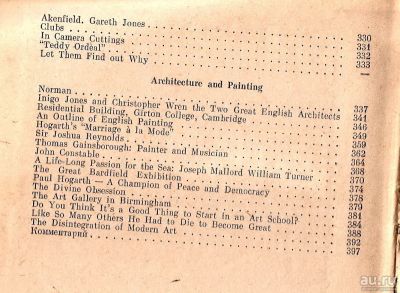 Akenfield. Gareth Jones
Clubs 330
In Camera Cuttings 331
"Teddy Ordeal" 332
Let Them Find out Why 333
Architecture and Painting
Norman 337
Inigo Jones and Christopher Wren the Two Great English Architects 341
Residential Building, Girton College, Cambridge 346
An Outline of English Painting 349
Hogarth's "Marriage à la Mode" 359
Sir Joshua Reynolds 362
Thomas Gainsborough: Painter and Musician 364
John Constable 368
A Life-Long Passion for the Sea: Joseph Mallord William Turner 370
The Great Bardfield Exhibition 374
Paul Hogarth — A Champion of Peace and Democracy 378
The Divine Obsession 379
The Art Gallery in Birmingham 381
Do You Think It's a Good Thing to Start in an Art School? 384
Like So Many Others He Had to Die to Become Great 388
The Disintegration of Modern Art 392
Комментарий 397
au.ru